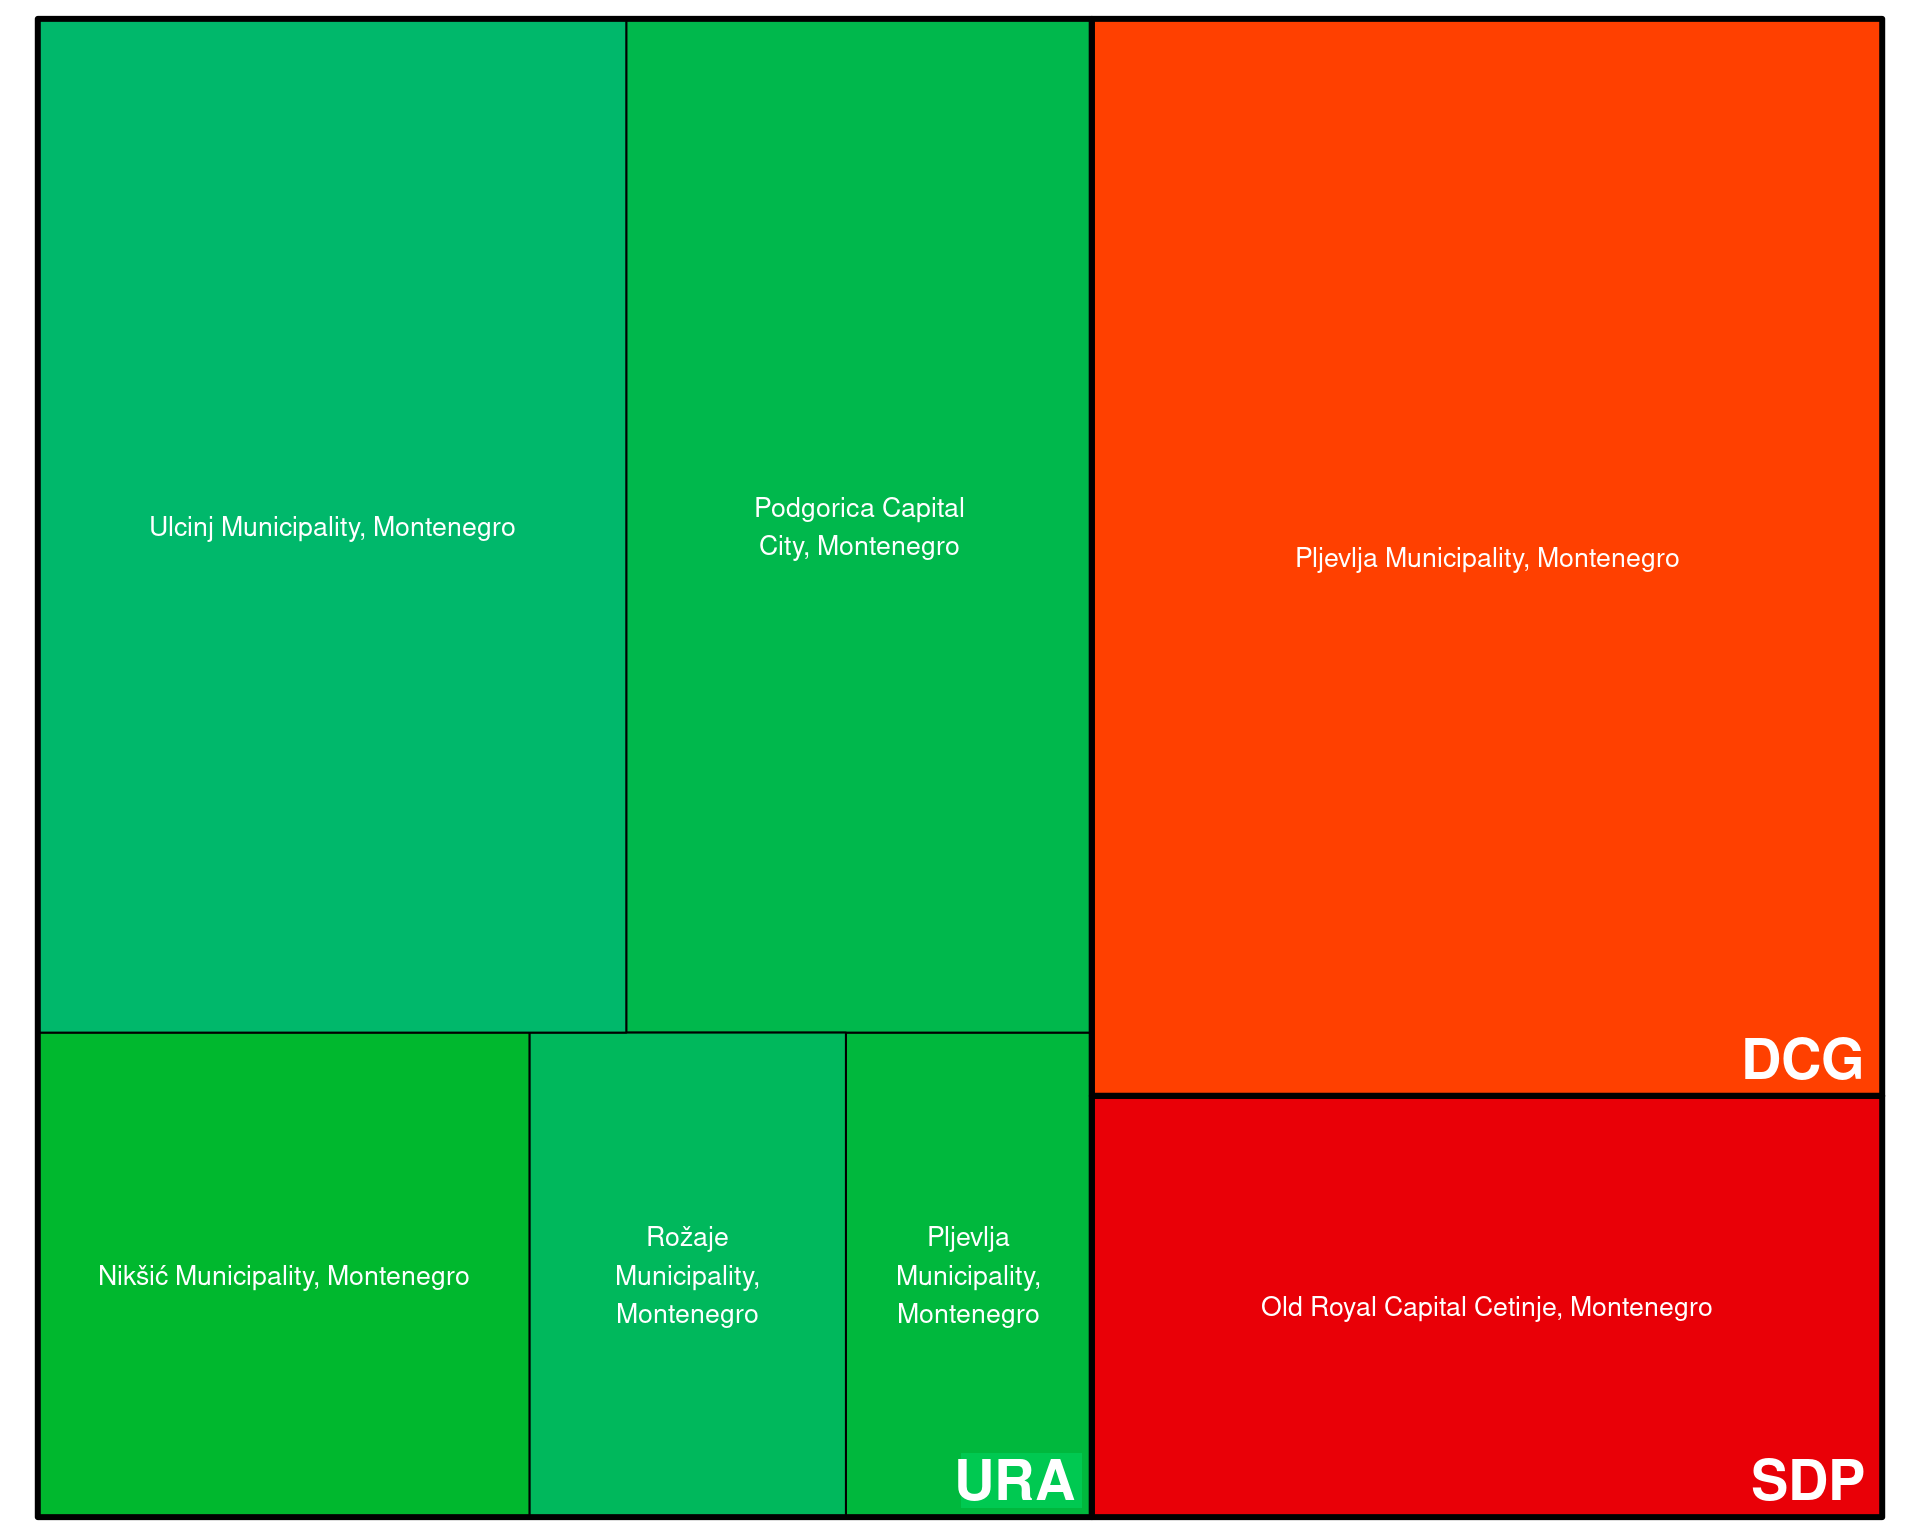 Ulcinj Municipality, Montenegro
Podgorica Capital
City, Montenegro
Pljevlja Municipality, Montenegro
DCG
Nikšić Municipality, Montenegro
Rožaje
Municipality,
Montenegro
Pljevlja
Municipality,
Montenegro
URA
Old Royal Capital Cetinje, Montenegro
SDP